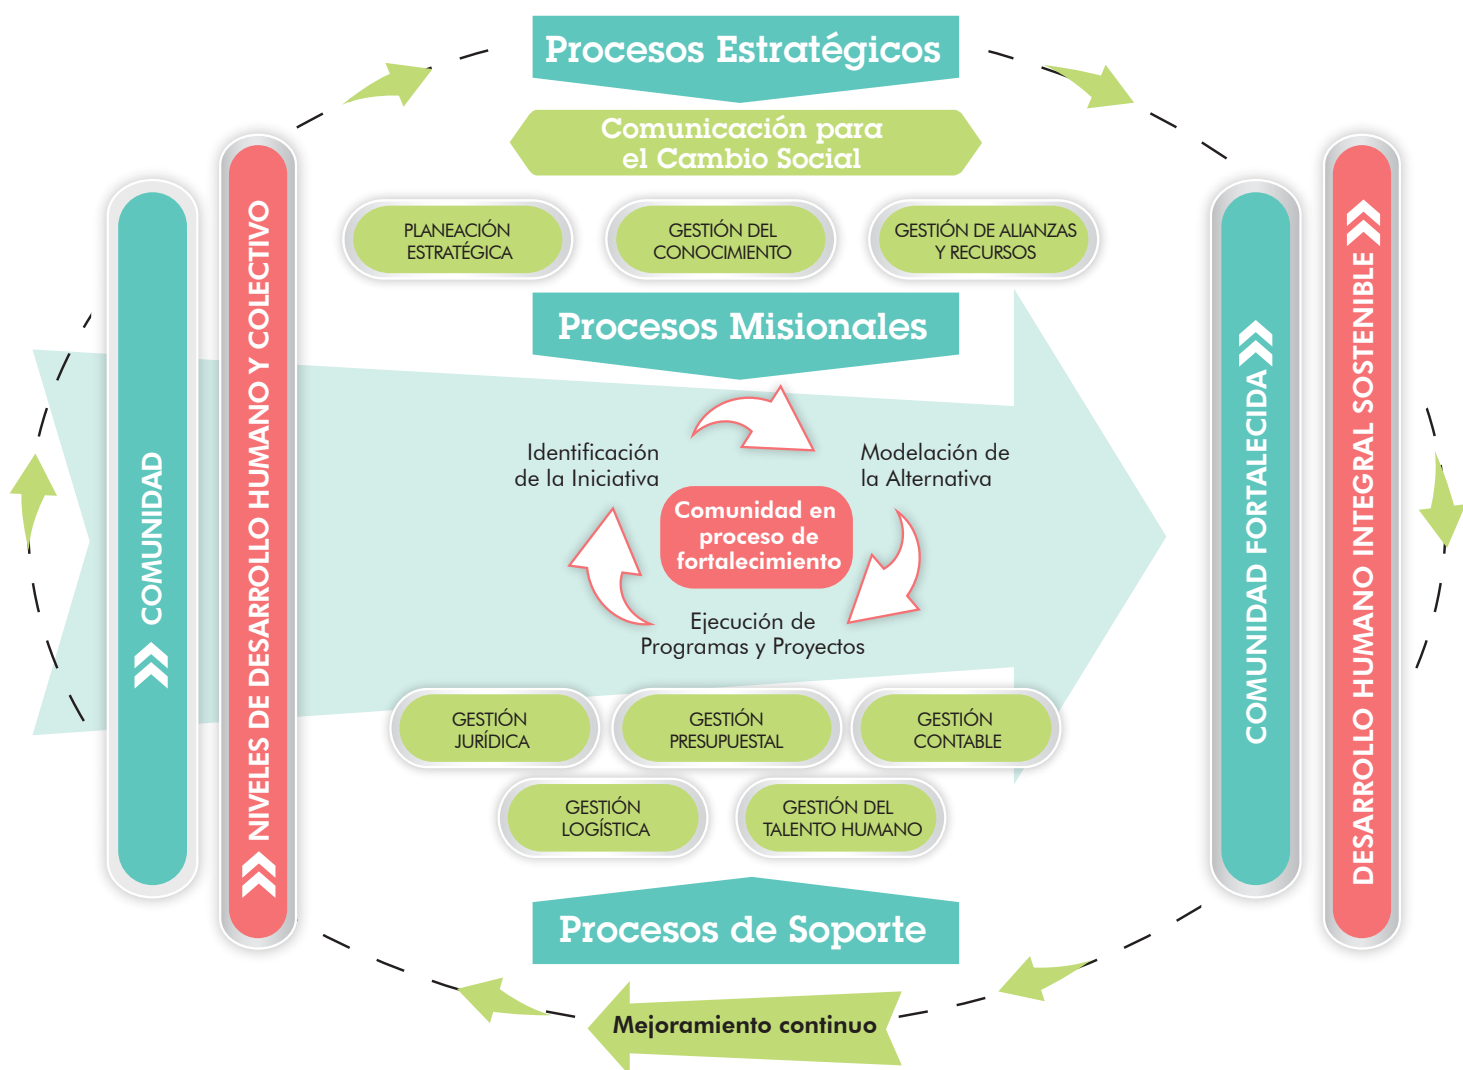 Procesos Estratégicos
Comunicación para
el Cambio Social
PLANEACIÓN
ESTRATÉGICA
GESTIÓN DEL
CONOCIMIENTO
GESTIÓN DE ALIANZAS
Y RECURSOS
COMUNIDAD
NIVELES DE DESARROLLO HUMANO Y COLECTIVO
Procesos Misionales
Identificación
de la Iniciativa
Modelación de
la Alternativa
Comunidad en
proceso de
fortalecimiento
Ejecución de
Programas y Proyectos
COMUNIDAD FORTALECIDA
DESARROLLO HUMANO INTEGRAL SOSTENIBLE
GESTIÓN
JURÍDICA
GESTIÓN
PRESUPUESTAL
GESTIÓN
CONTABLE
GESTIÓN
LOGÍSTICA
GESTIÓN DEL
TALENTO HUMANO
Procesos de Soporte
Mejoramiento continuo